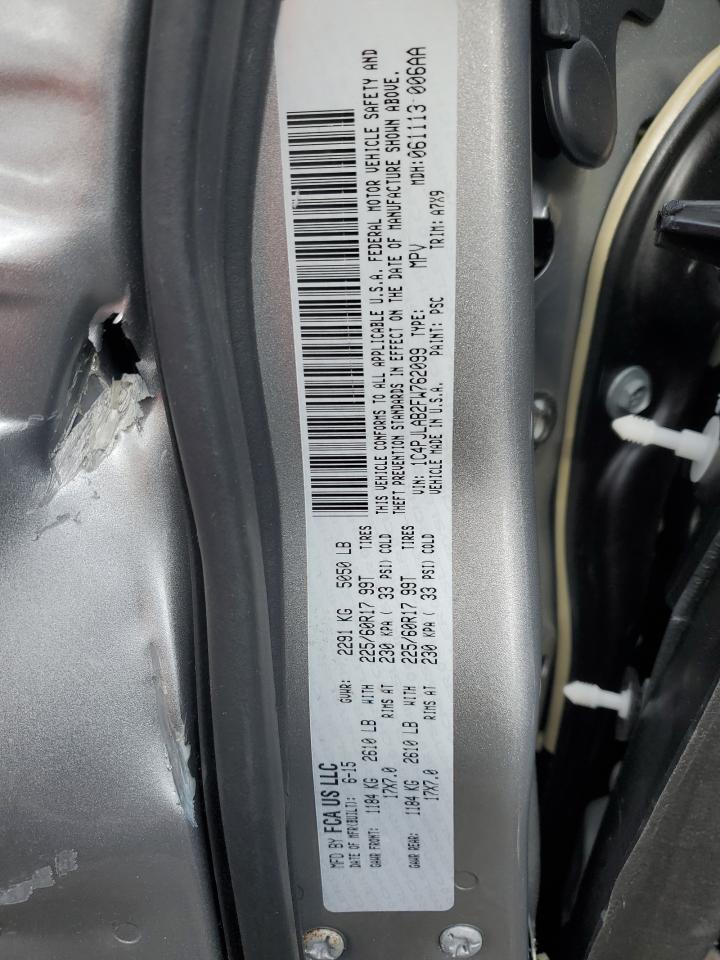 MFD BY FCA US LLC
DATE OF MFR(BUILT): 6-15 GVWR: 2291 KG 5050 LB
GAWR FRONT: 1184 KG 2610 LB WITH 225/60R17 99T TIRES
17X7.0 RIMS AT 230 KPA ( 33 PSI) COLD
GAWR REAR: 1184 KG 2610 LB WITH 225/60R17 99T TIRES
17X7.0 RIMS AT 230 KPA ( 33 PSI) COLD
THIS VEHICLE CONFORMS TO ALL APPLICABLE U.S.A. FEDERAL MOTOR VEHICLE SAFETY AND
THEFT PREVENTION STANDARDS IN EFFECT ON THE DATE OF MANUFACTURE SHOWN ABOVE.
VIN: 1C4PJLAB2FW762099 TYPE: MPV MDH:061113 006AA
VEHICLE MADE IN U.S.A. PAINT: PSC TRIM: A7X9